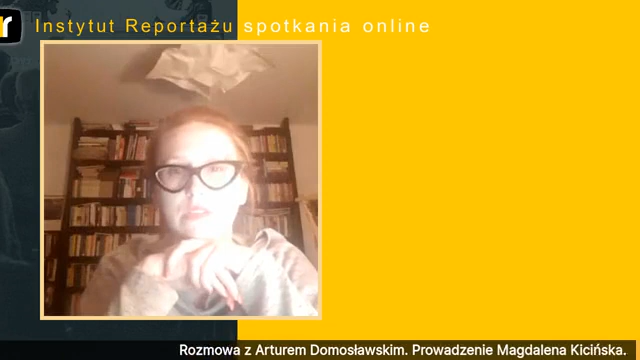 r
Instytut Reportażu spotkania online
Rozmowa z Arturem Domosławskim. Prowadzenie Magdalena Kicińska.